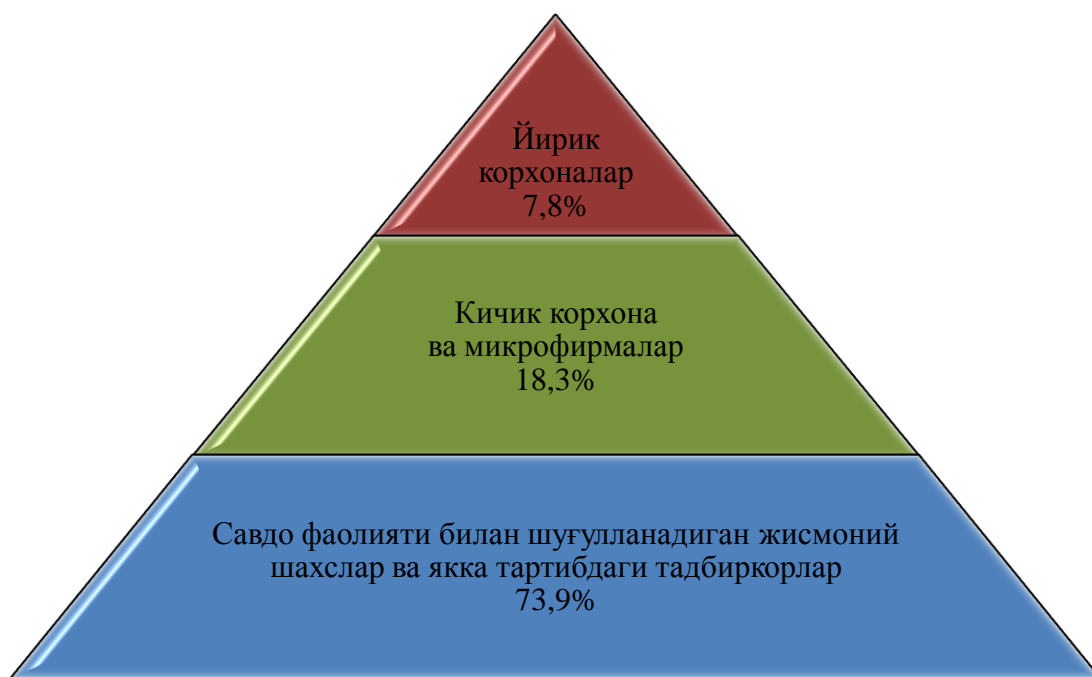 Йирик
корхоналар
7,8%
Кичик корхона
ва микрофирмалар
18,3%
Савдо фаолияти билан шуғулланадиган жисмоний
шахслар ва якка тартибдаги тадбиркорлар
73,9%